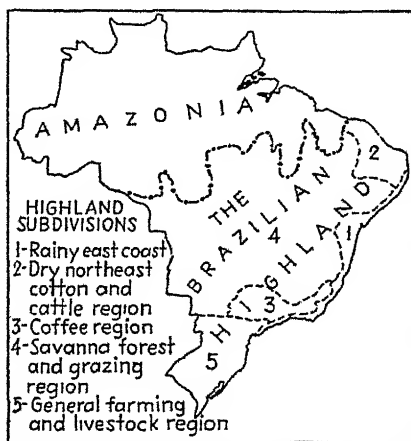 AMAZONIA
THE
BRAZILIAN
HIGHLAND
2
4
1
3
5
HIGHLAND
SUBDIVISIONS
1-Rainy east coast
2-Dry northeast
cotton and
cattle region
3-Coffee region
4-Savanna forest
and grazing
region
5-General farming
and livestock region